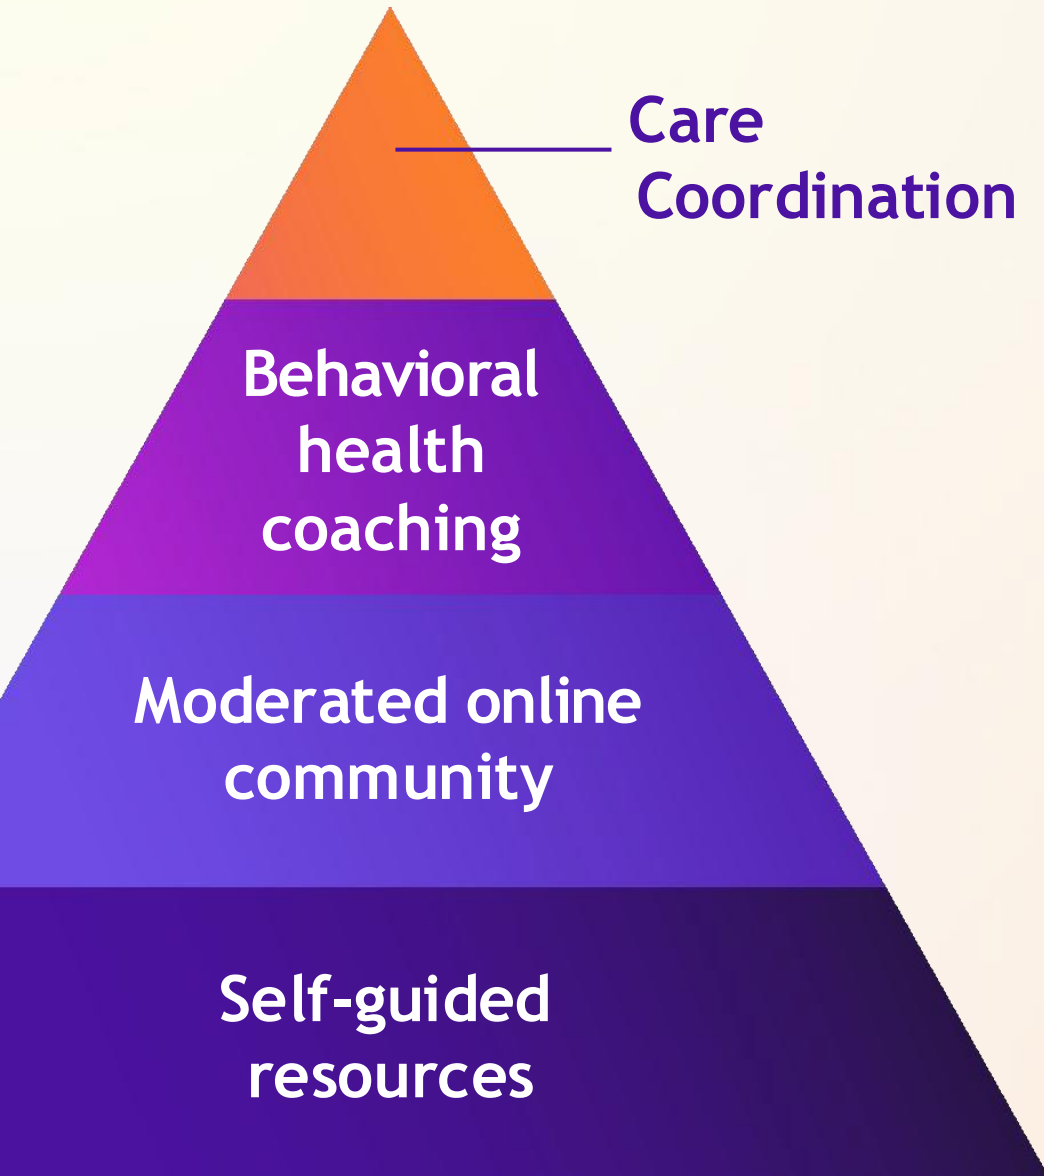 Care
Coordination
Behavioral
health
coaching
Moderated online
community
Self-guided
resources